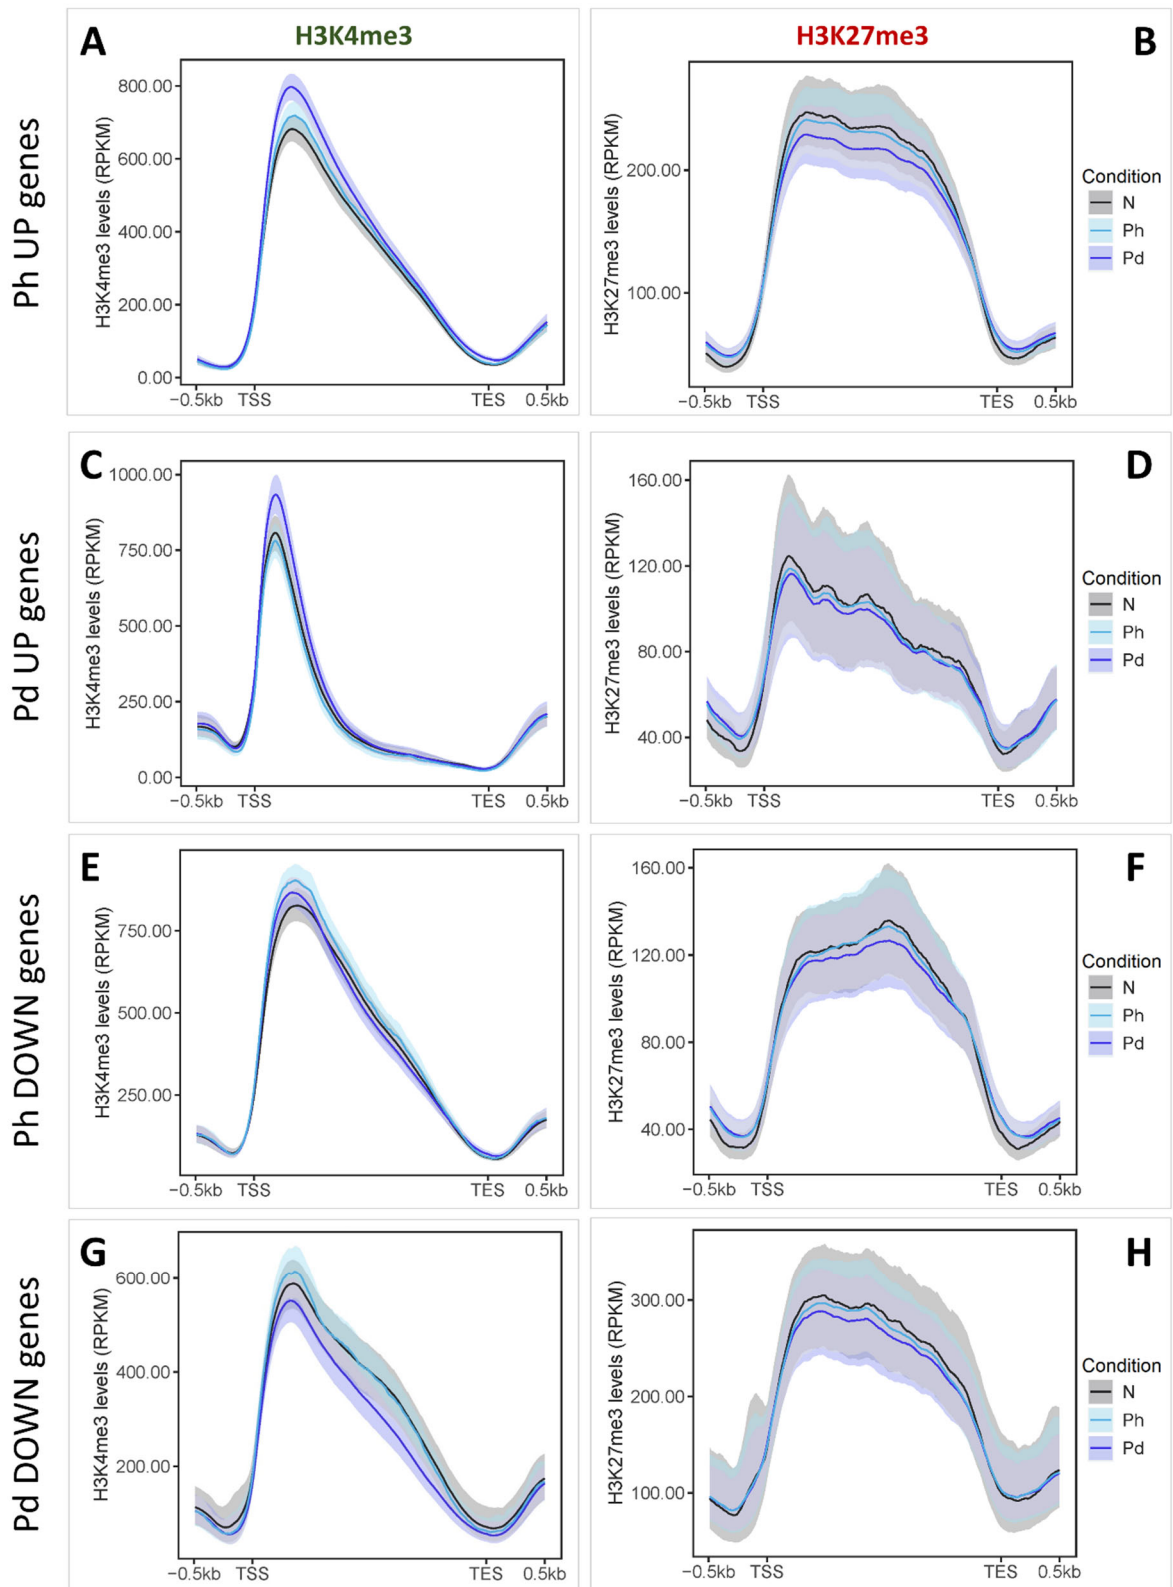 H3K4me3
H3K27me3
Ph UP genes
A
H3K4me3 levels (RPKM)
800.00
600.00
400.00
200.00
0.00
−0.5kb TSS TES 0.5kb
B
H3K27me3 levels (RPKM)
200.00
100.00
−0.5kb TSS TES 0.5kb
Condition
N
Ph
Pd
Pd UP genes
C
H3K4me3 levels (RPKM)
1000.00
750.00
500.00
250.00
0.00
−0.5kb TSS TES 0.5kb
D
H3K27me3 levels (RPKM)
160.00
120.00
80.00
40.00
−0.5kb TSS TES 0.5kb
Condition
N
Ph
Pd
Ph DOWN genes
E
H3K4me3 levels (RPKM)
750.00
500.00
250.00
−0.5kb TSS TES 0.5kb
F
H3K27me3 levels (RPKM)
160.00
120.00
80.00
40.00
−0.5kb TSS TES 0.5kb
Condition
N
Ph
Pd
Pd DOWN genes
G
H3K4me3 levels (RPKM)
600.00
400.00
200.00
−0.5kb TSS TES 0.5kb
H
H3K27me3 levels (RPKM)
300.00
200.00
100.00
−0.5kb TSS TES 0.5kb
Condition
N
Ph
Pd